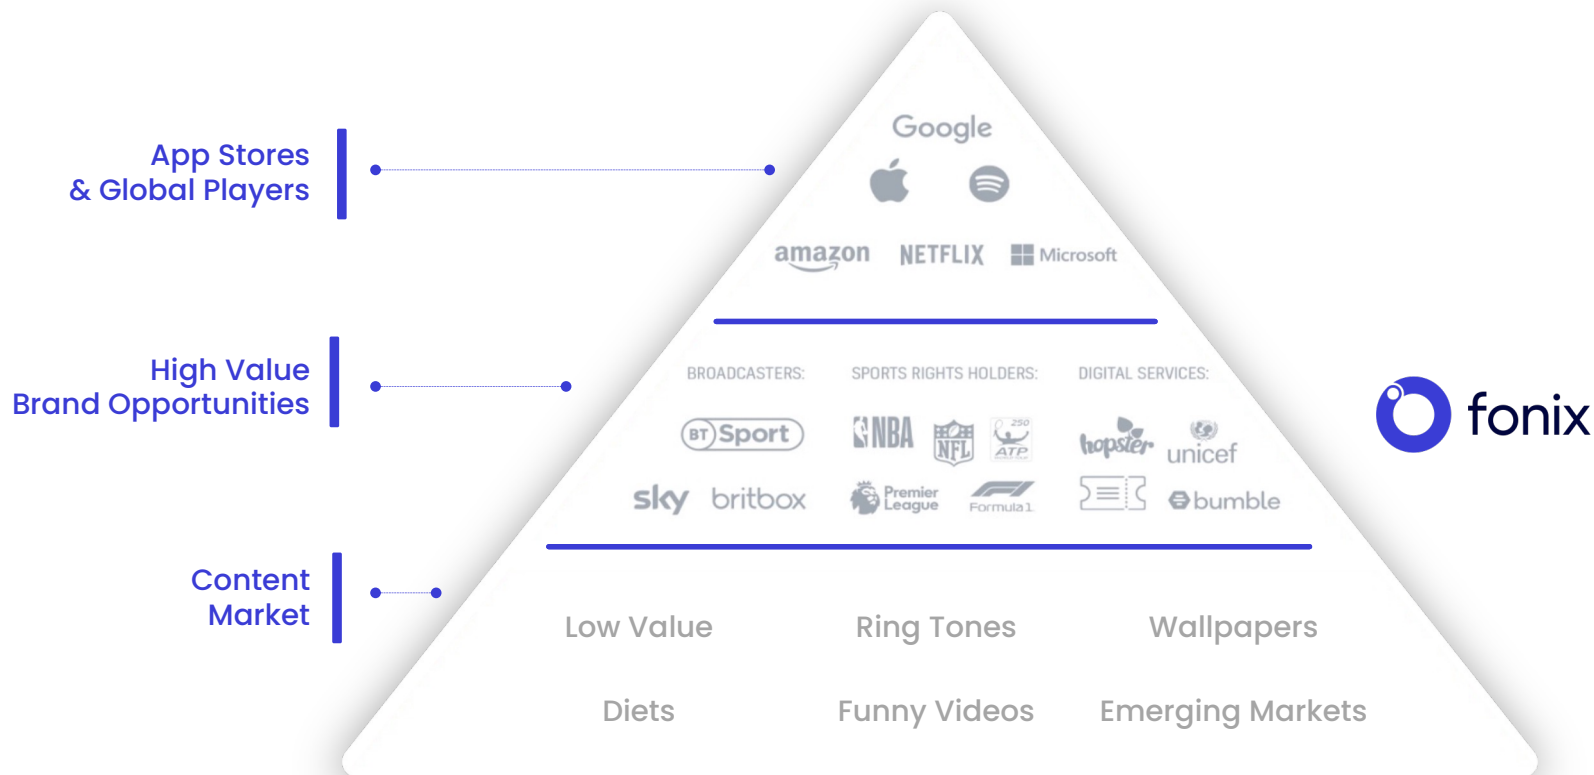 Google
App Stores
& Global Players
amazon NETFLIX Microsoft
High Value
Brand Opportunities
BROADCASTERS: SPORTS RIGHTS HOLDERS: DIGITAL SERVICES:
BT Sport NBA NFL 250 ATP hopster unicef
sky britbox Premier League Formula 1 bumble
fonix
Content
Market
Low Value Ring Tones Wallpapers
Diets Funny Videos Emerging Markets